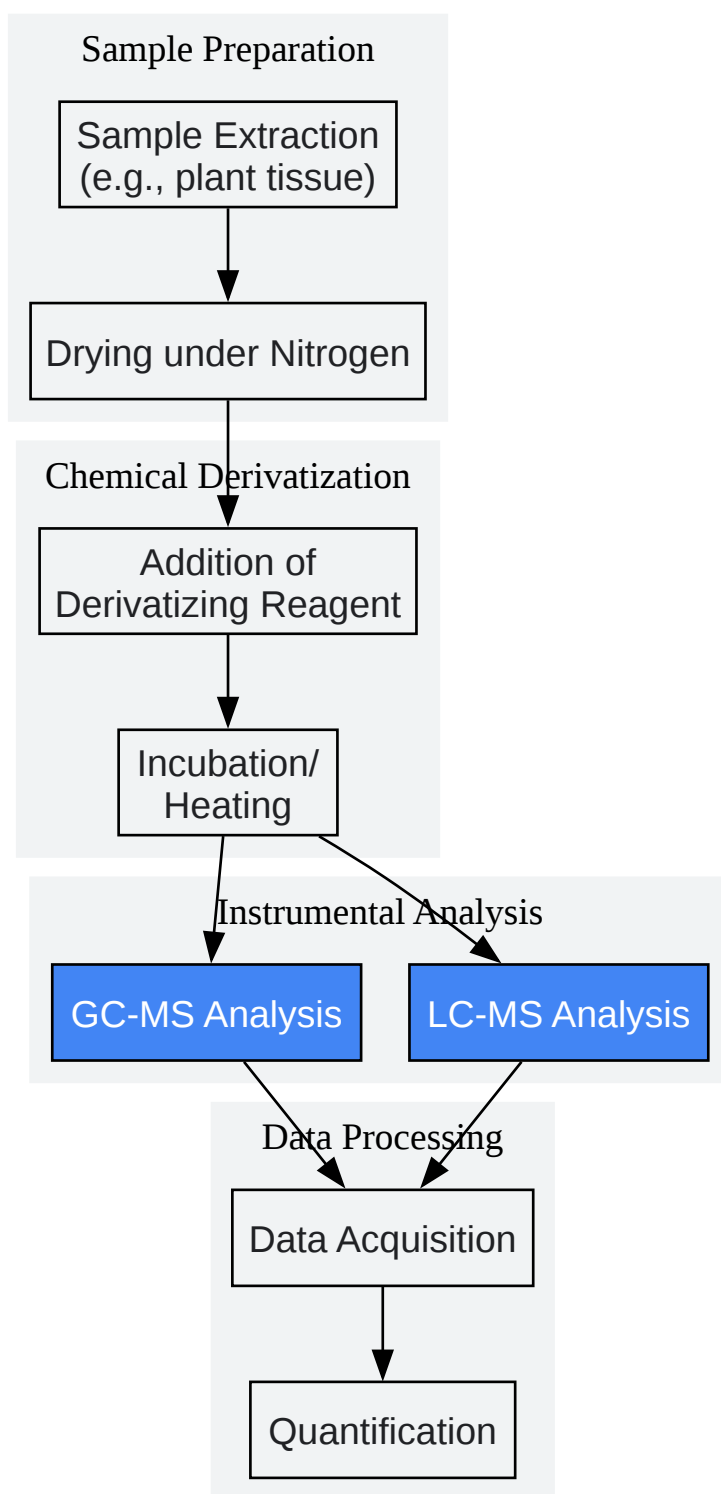 Sample Preparation
Sample Extraction
(e.g., plant tissue)
Drying under Nitrogen
Chemical Derivatization
Addition of
Derivatizing Reagent
Incubation/
Heating
Instrumental Analysis
GC-MS Analysis
LC-MS Analysis
Data Processing
Data Acquisition
Quantification